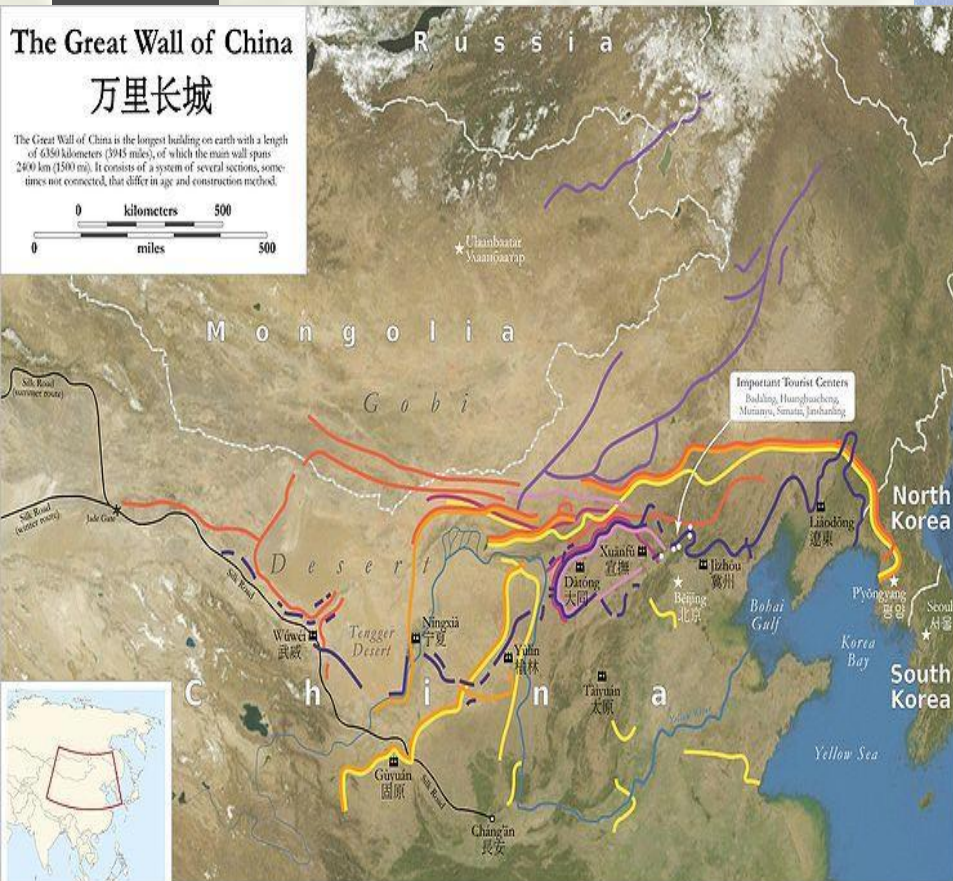 The Great Wall of China
万里长城
The Great Wall of China is the longest building on earth with a length
of 6350 kilometers (3945 miles), of which the main wall spans
2400 km (1500 mi). It consists of a system of several sections, some-
times not connected, that differ in age and construction method.
0 kilometers 500
0 miles 500
Russia
Ulaanbaatar
Улаанбаатар
Mongolia
Gobi
Important Tourist Centers
Badaling, Huanghuacheng,
Mutianyu, Simatai, Jinshanling
Silk Road
(summer route)
Silk Road
(winter route)
Jade Gate
North
Korea
Liáodōng
遼東
Xuānfǔ
宣撫
Dàtóng
大同
Jìzhōu
冀州
Běijīng
北京
P'yŏngyang
평양
Seoul
서울
Desert
Silk Road
Bohai
Gulf
Wǔwēi
武威
Tengger
Desert
Níngxià
宁夏
Yúlín
榆林
Korea
Bay
South
Korea
China
Tàiyuán
太原
Yellow River
Yellow Sea
Gùyuán
固原
Silk Road
Cháng'ān
長安